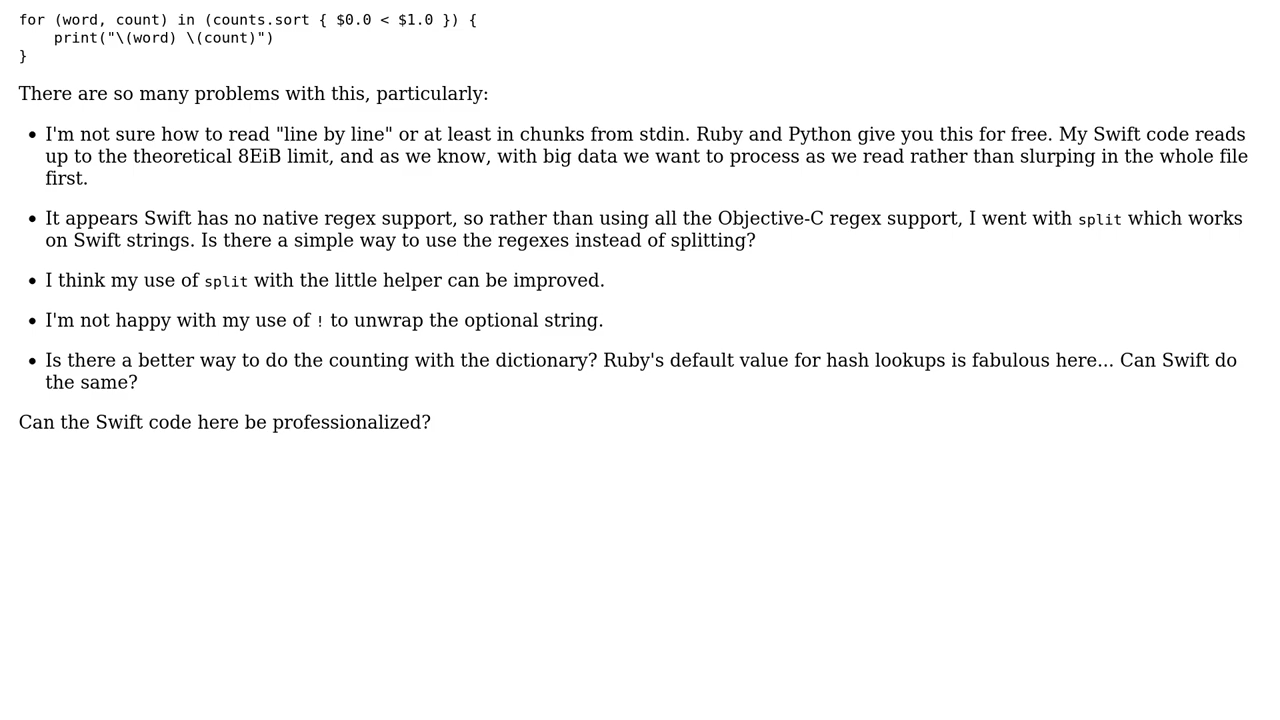 for (word, count) in (counts.sort { $0.0 < $1.0 }) {
    print("\(word) \(count)")
}
There are so many problems with this, particularly:
• I'm not sure how to read "line by line" or at least in chunks from stdin. Ruby and Python give you this for free. My Swift code reads
up to the theoretical 8EiB limit, and as we know, with big data we want to process as we read rather than slurping in the whole file
first.
• It appears Swift has no native regex support, so rather than using all the Objective-C regex support, I went with split which works
on Swift strings. Is there a simple way to use the regexes instead of splitting?
• I think my use of split with the little helper can be improved.
• I'm not happy with my use of ! to unwrap the optional string.
• Is there a better way to do the counting with the dictionary? Ruby's default value for hash lookups is fabulous here... Can Swift do
the same?
Can the Swift code here be professionalized?